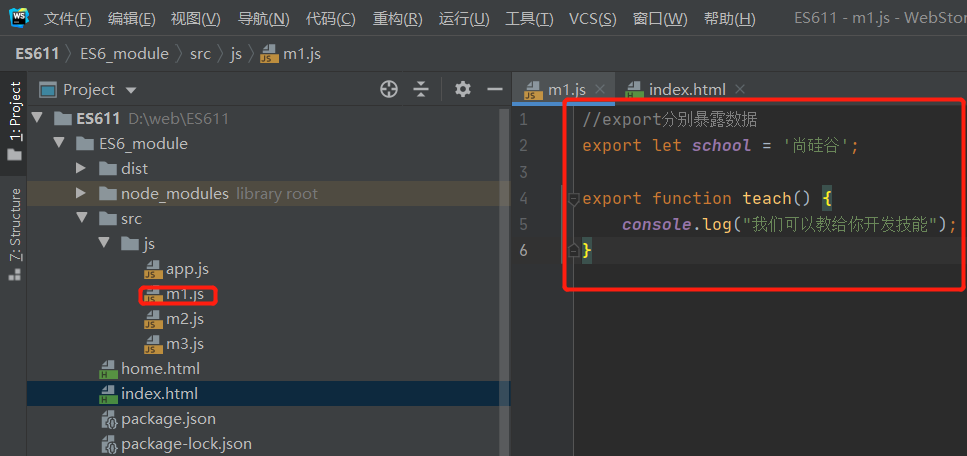 WS 文件(F) 编辑(E) 视图(V) 导航(N) 代码(C) 重构(R) 运行(U) 工具(T) VCS(S) 窗口(W) 帮助(H) ES611 - m1.js - WebStor
ES611 ES6_module src js m1.js
1: Project
7: Structure
Project
ES611 D:\web\ES611
ES6_module
dist
node_modules library root
src
js
app.js
m1.js
m2.js
m3.js
home.html
index.html
package.json
package-lock.json
m1.js index.html
1 //export分别暴露数据
2 export let school = '尚硅谷';
3
4 export function teach() {
5 console.log("我们可以教给你开发技能");
6 }